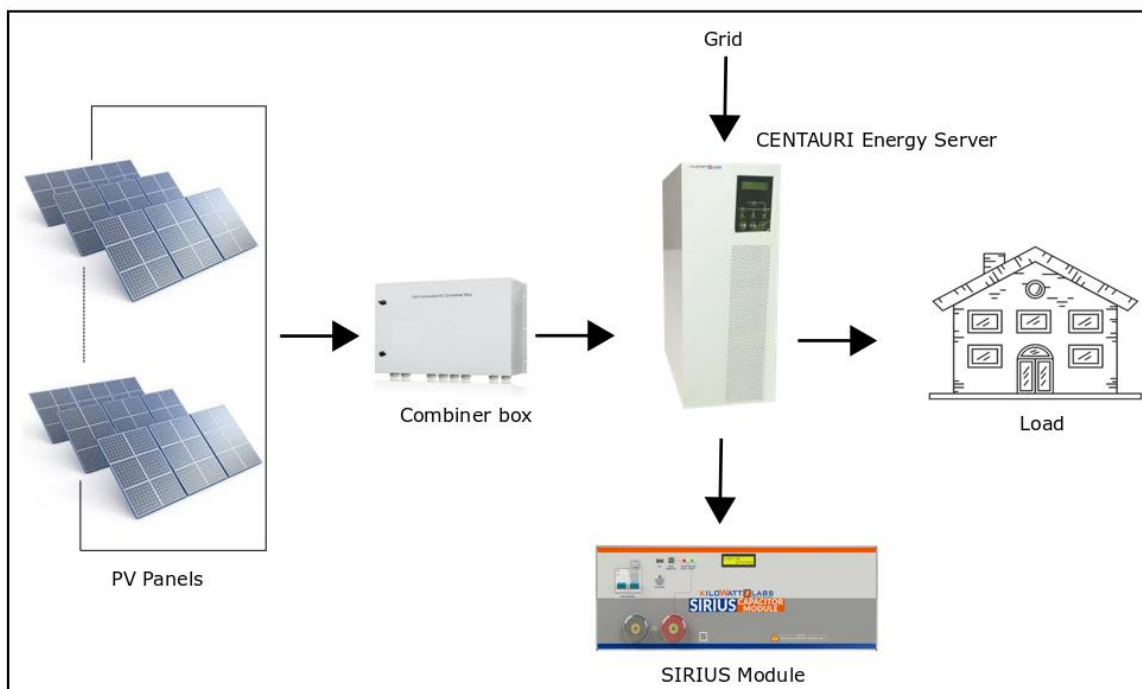 Grid
CENTAURI Energy Server
Combiner box
Load
PV Panels
KILOWATT LABS
SIRIUS CAPACITOR
MODULE
SIRIUS Module